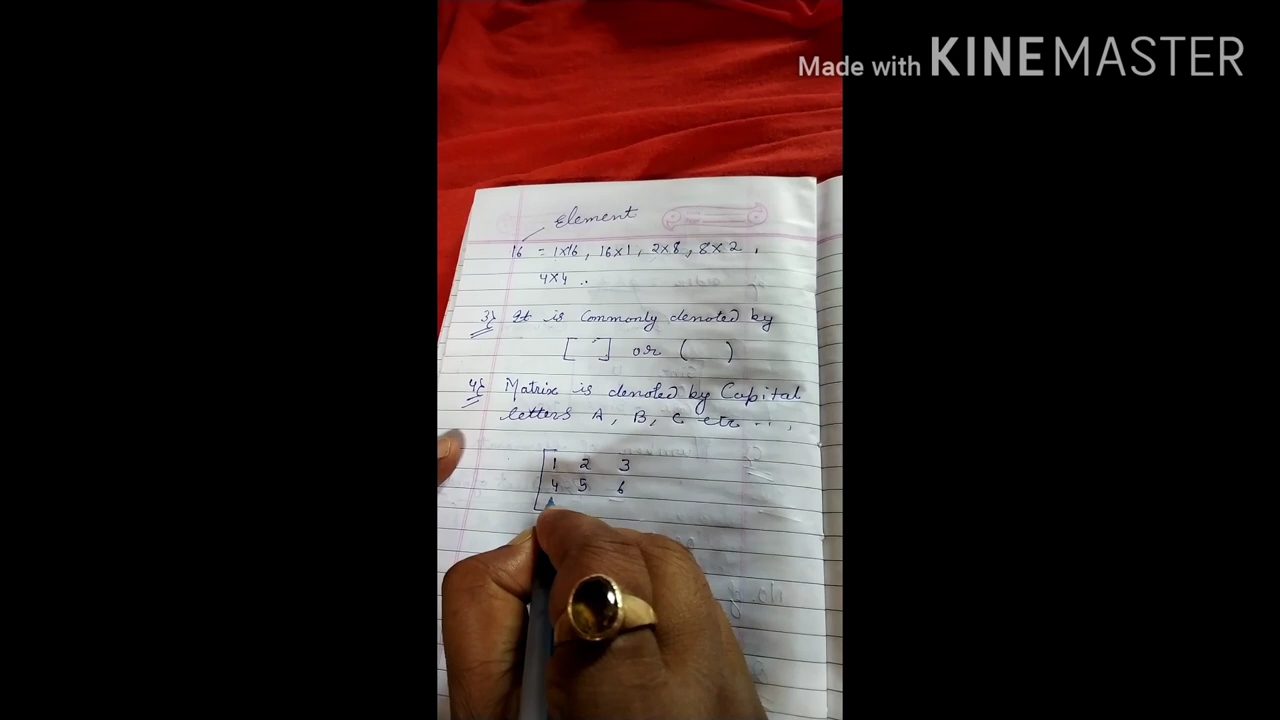 Made with KINEMASTER
Element
16 = 1×16, 16×1, 2×8, 8×2,
4×4 ..
3} It is Commonly denoted by
[ ] or ( )
4} Matrix is denoted by Capital
letters A, B, C etc ...,
1 2 3
4 5 6